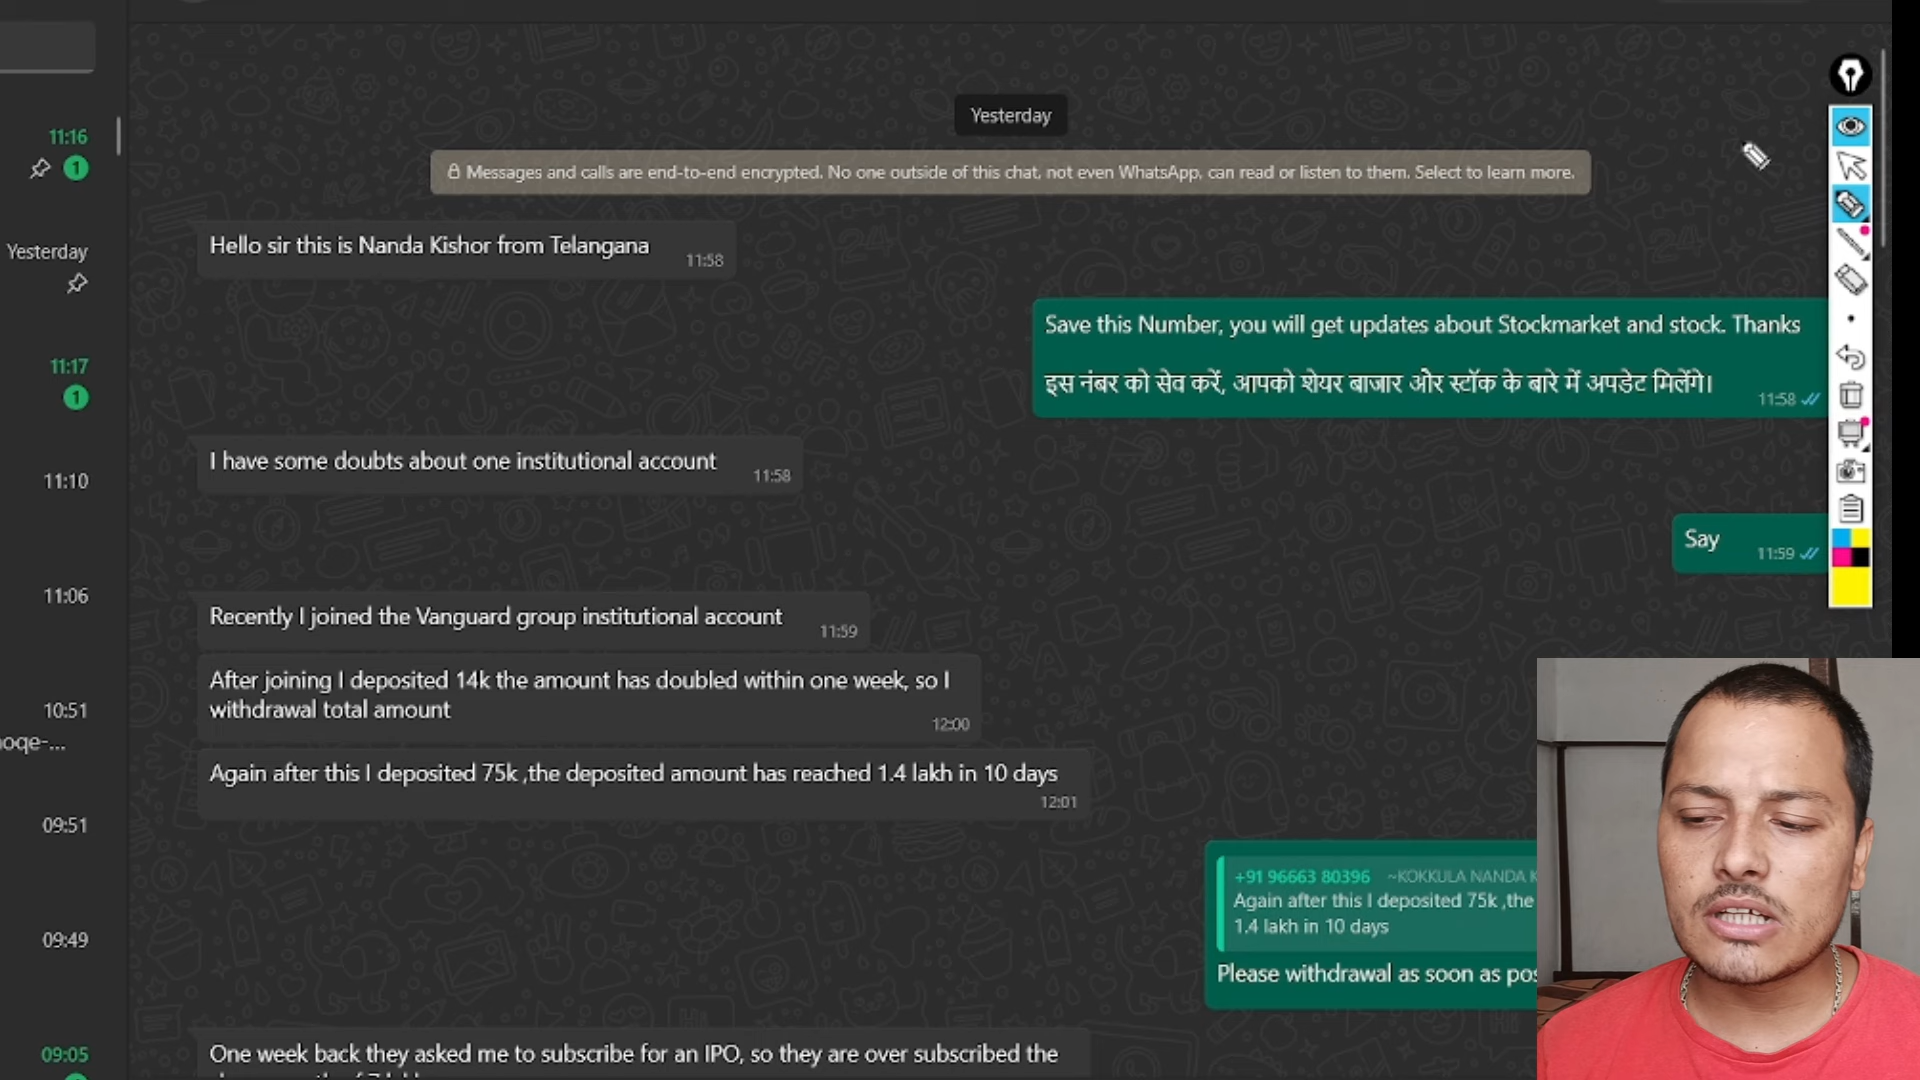 Yesterday
Messages and calls are end-to-end encrypted. No one outside of this chat, not even WhatsApp, can read or listen to them. Select to learn more.
11:16
1
Hello sir this is Nanda Kishor from Telangana
11:58
Yesterday
Save this Number, you will get updates about Stockmarket and stock. Thanks
इस नंबर को सेव करें, आपको शेयर बाजार और स्टॉक के बारे में अपडेट मिलेंगे।
11:58
11:17
1
I have some doubts about one institutional account
11:58
11:10
Say
11:59
11:06
Recently I joined the Vanguard group institutional account
11:59
After joining I deposited 14k the amount has doubled within one week, so I
withdrawal total amount
12:00
10:51
Again after this I deposited 75k ,the deposited amount has reached 1.4 lakh in 10 days
12:01
09:51
+91 96663 80396 ~KOKKULA NANDA
Again after this I deposited 75k ,the
1.4 lakh in 10 days
Please withdrawal as soon as
09:49
One week back they asked me to subscribe for an IPO, so they are over subscribed the
09:05